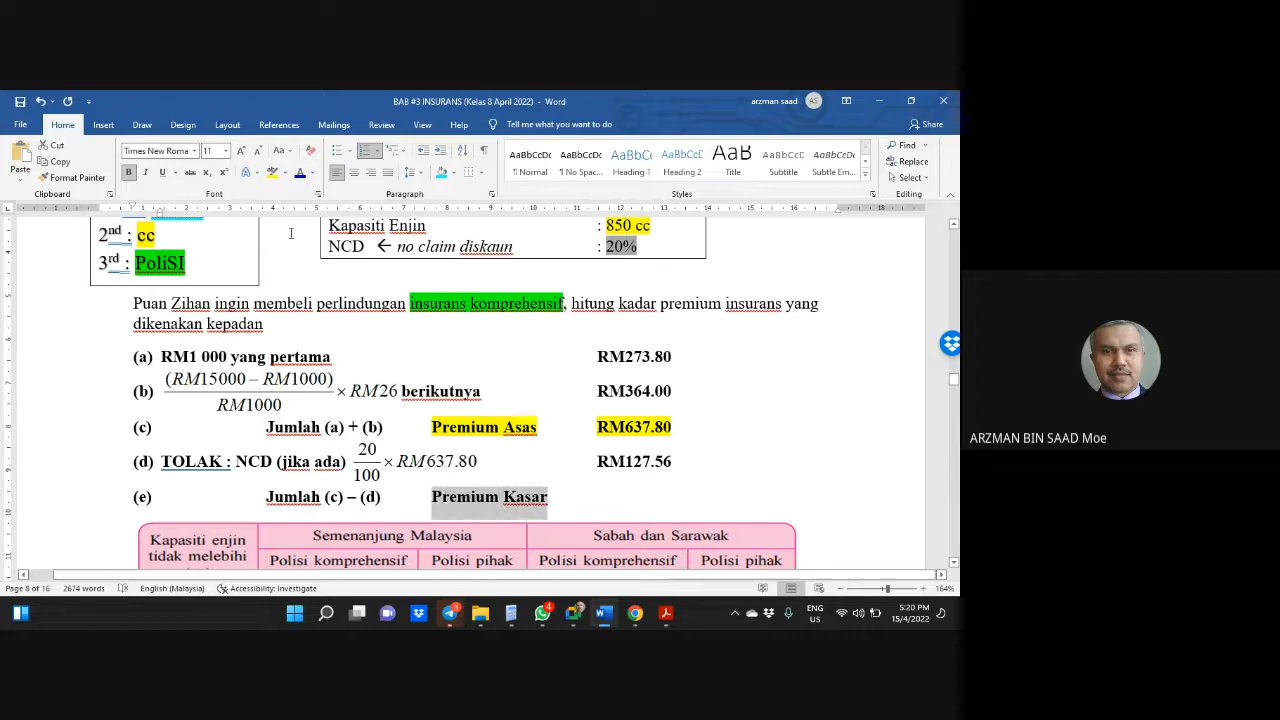 BAB #3 INSURANS (Kelas 8 April 2022) - Word
arzman saad
AS
File Home Insert Draw Design Layout References Mailings Review View Help Tell me what you want to do Share
Paste
Cut
Copy
Format Painter
Clipboard
Times New Roma 11
Font
Paragraph
AaBbCcDc AaBbCcDc AaBbCc AaBbCcDc AaB AaBbCcDc AaBbCcDc
¶ Normal ¶ No Spac... Heading 1 Heading 2 Title Subtitle Subtle Em...
Styles
Find
Replace
Select
Editing
2nd : cc
3rd : PoliSI
Kapasiti Enjin : 850 cc
NCD ← no claim diskaun : 20%
Puan Zihan ingin membeli perlindungan insurans komprehensif, hitung kadar premium insurans yang
dikenakan kepadan
(a) RM1 000 yang pertama RM273.80
(b) (RM15000 – RM1000) / RM1000 × RM26 berikutnya RM364.00
(c) Jumlah (a) + (b) Premium Asas RM637.80
(d) TOLAK : NCD (jika ada) 20/100 × RM637.80 RM127.56
(e) Jumlah (c) – (d) Premium Kasar
Kapasiti enjin
tidak melebihi
Semenanjung Malaysia Sabah dan Sarawak
Polisi komprehensif Polisi pihak Polisi komprehensif Polisi pihak
Page 8 of 16 2674 words English (Malaysia) Accessibility: Investigate 164%
ENG
US
5:20 PM
15/4/2022
ARZMAN BIN SAAD Moe